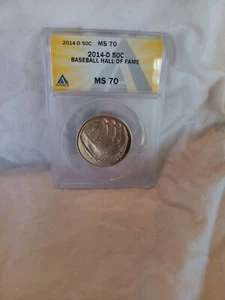 2014-D 50C MS 70
2014-D 50C
BASEBALL HALL OF FAME
MS 70